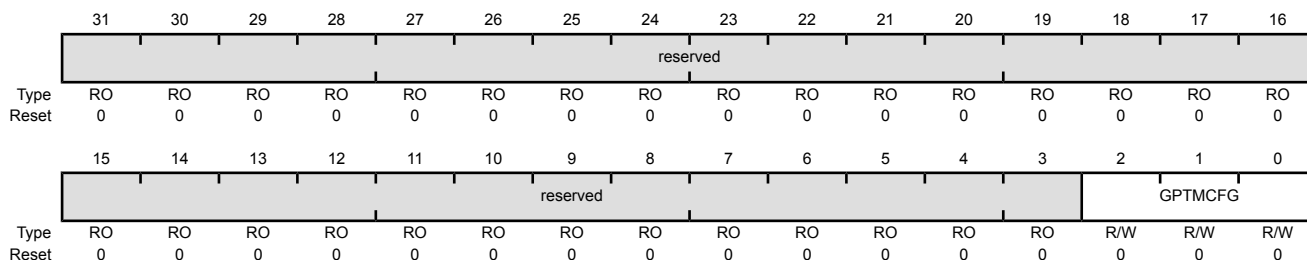 31 30 29 28 27 26 25 24 23 22 21 20 19 18 17 16
reserved
Type RO RO RO RO RO RO RO RO RO RO RO RO RO RO RO RO
Reset 0 0 0 0 0 0 0 0 0 0 0 0 0 0 0 0
15 14 13 12 11 10 9 8 7 6 5 4 3 2 1 0
reserved GPTMCFG
Type RO RO RO RO RO RO RO RO RO RO RO RO RO R/W R/W R/W
Reset 0 0 0 0 0 0 0 0 0 0 0 0 0 0 0 0